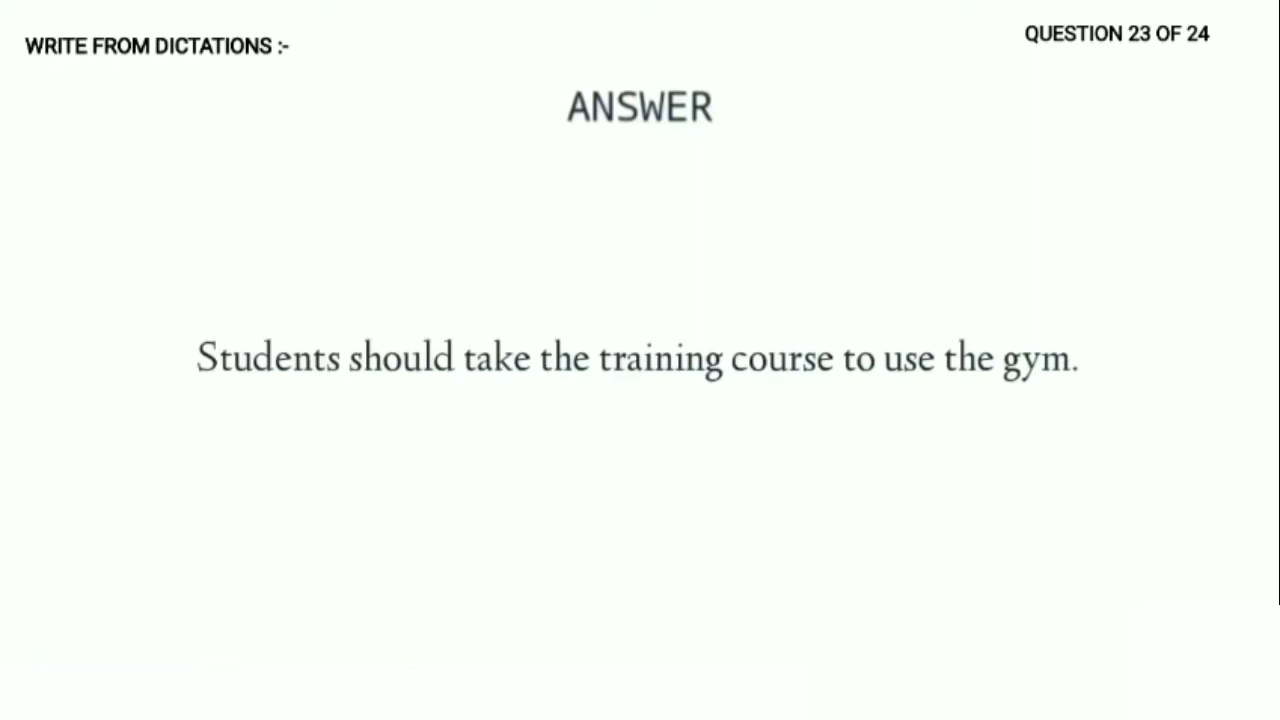 WRITE FROM DICTATIONS :-
QUESTION 23 OF 24
ANSWER
Students should take the training course to use the gym.